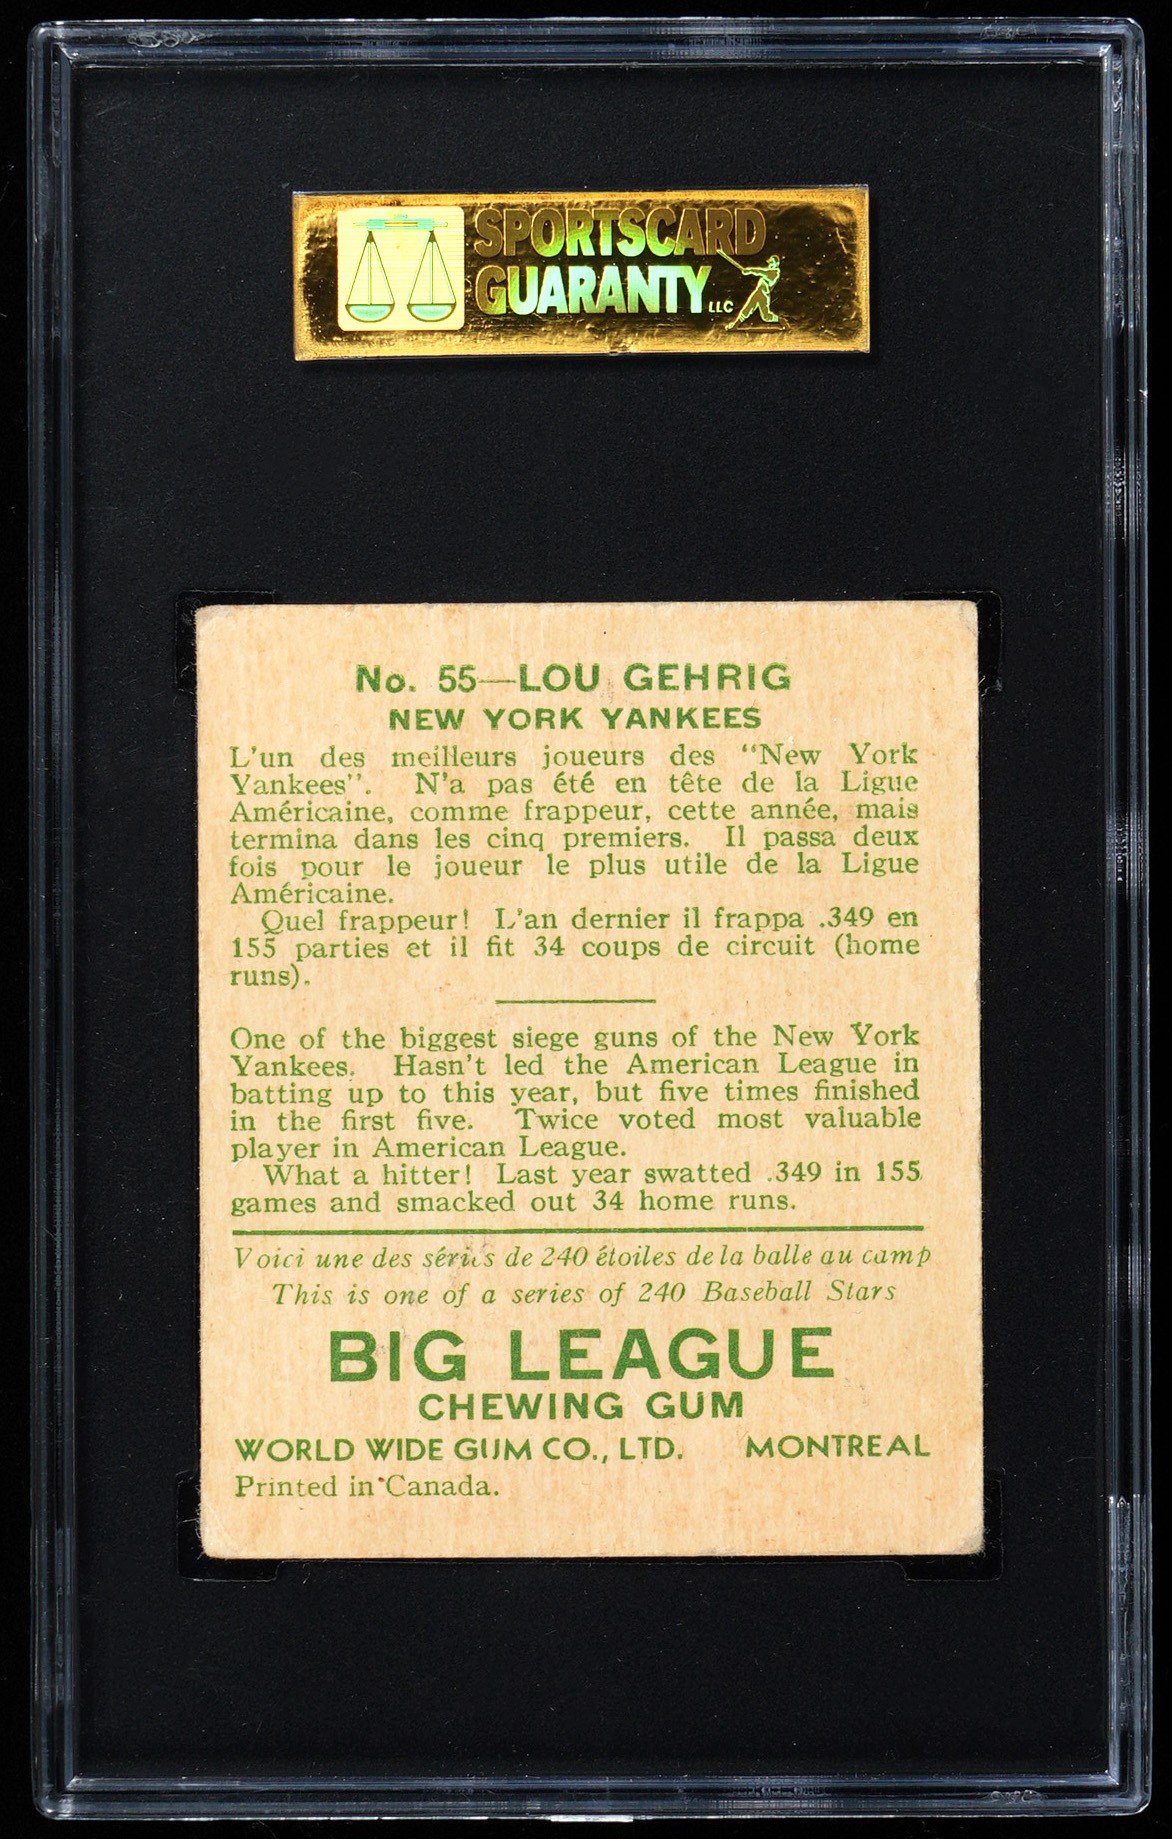 SPORTSCARD
GUARANTY LLC
No. 55—LOU GEHRIG
NEW YORK YANKEES
L'un des meilleurs joueurs des "New York
Yankees". N'a pas été en tête de la Ligue
Américaine, comme frappeur, cette année, mais
termina dans les cinq premiers. Il passa deux
fois pour le joueur le plus utile de la Ligue
Américaine.
Quel frappeur! L'an dernier il frappa .349 en
155 parties et il fit 34 coups de circuit (home
runs).
One of the biggest siege guns of the New York
Yankees. Hasn't led the American League in
batting up to this year, but five times finished
in the first five. Twice voted most valuable
player in American League.
What a hitter! Last year swatted .349 in 155
games and smacked out 34 home runs.
Voici une des séries de 240 étoiles de la balle au camp
This is one of a series of 240 Baseball Stars
BIG LEAGUE
CHEWING GUM
WORLD WIDE GUM CO., LTD. MONTREAL
Printed in Canada.